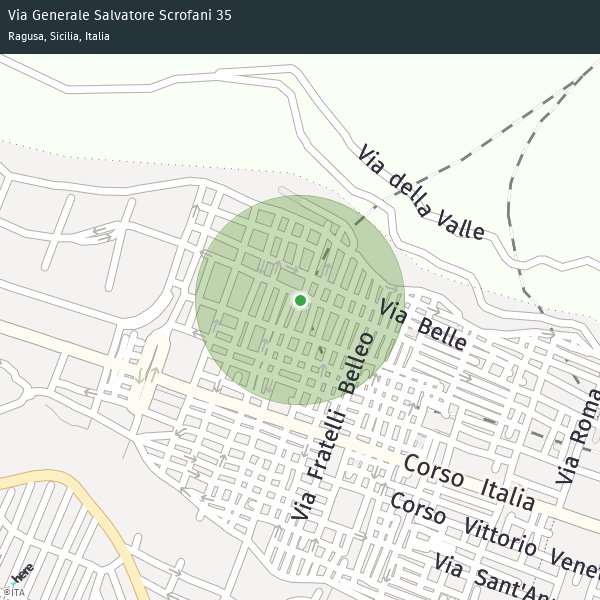 Via Generale Salvatore Scrofani 35
Ragusa, Sicilia, Italia
Via della Valle
Via Belle
Via Fratelli Belleo
Via Roma
Corso Italia
Corso Vittorio Vene
Via Sant'An
here
©ITA